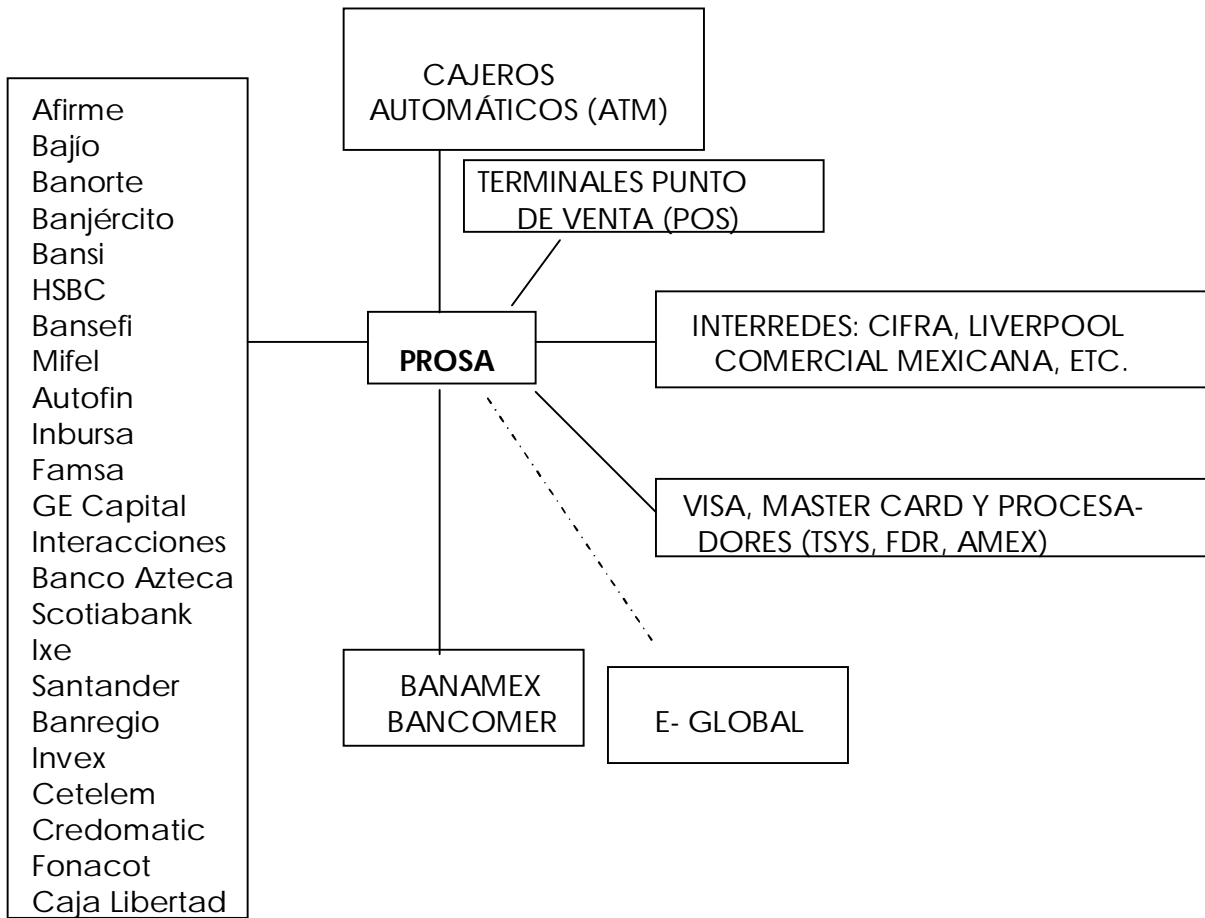 CAJEROS
AUTOMÁTICOS (ATM)
Afirme
Bajío
Banorte
Banjército
Bansi
HSBC
Bansefi
Mifel
Autofin
Inbursa
Famsa
GE Capital
Interacciones
Banco Azteca
Scotiabank
Ixe
Santander
Banregio
Invex
Cetelem
Credomatic
Fonacot
Caja Libertad
TERMINALES PUNTO
DE VENTA (POS)
PROSA
INTERREDES: CIFRA, LIVERPOOL
COMERCIAL MEXICANA, ETC.
VISA, MASTER CARD Y PROCESA-
DORES (TSYS, FDR, AMEX)
BANAMEX
BANCOMER
E- GLOBAL